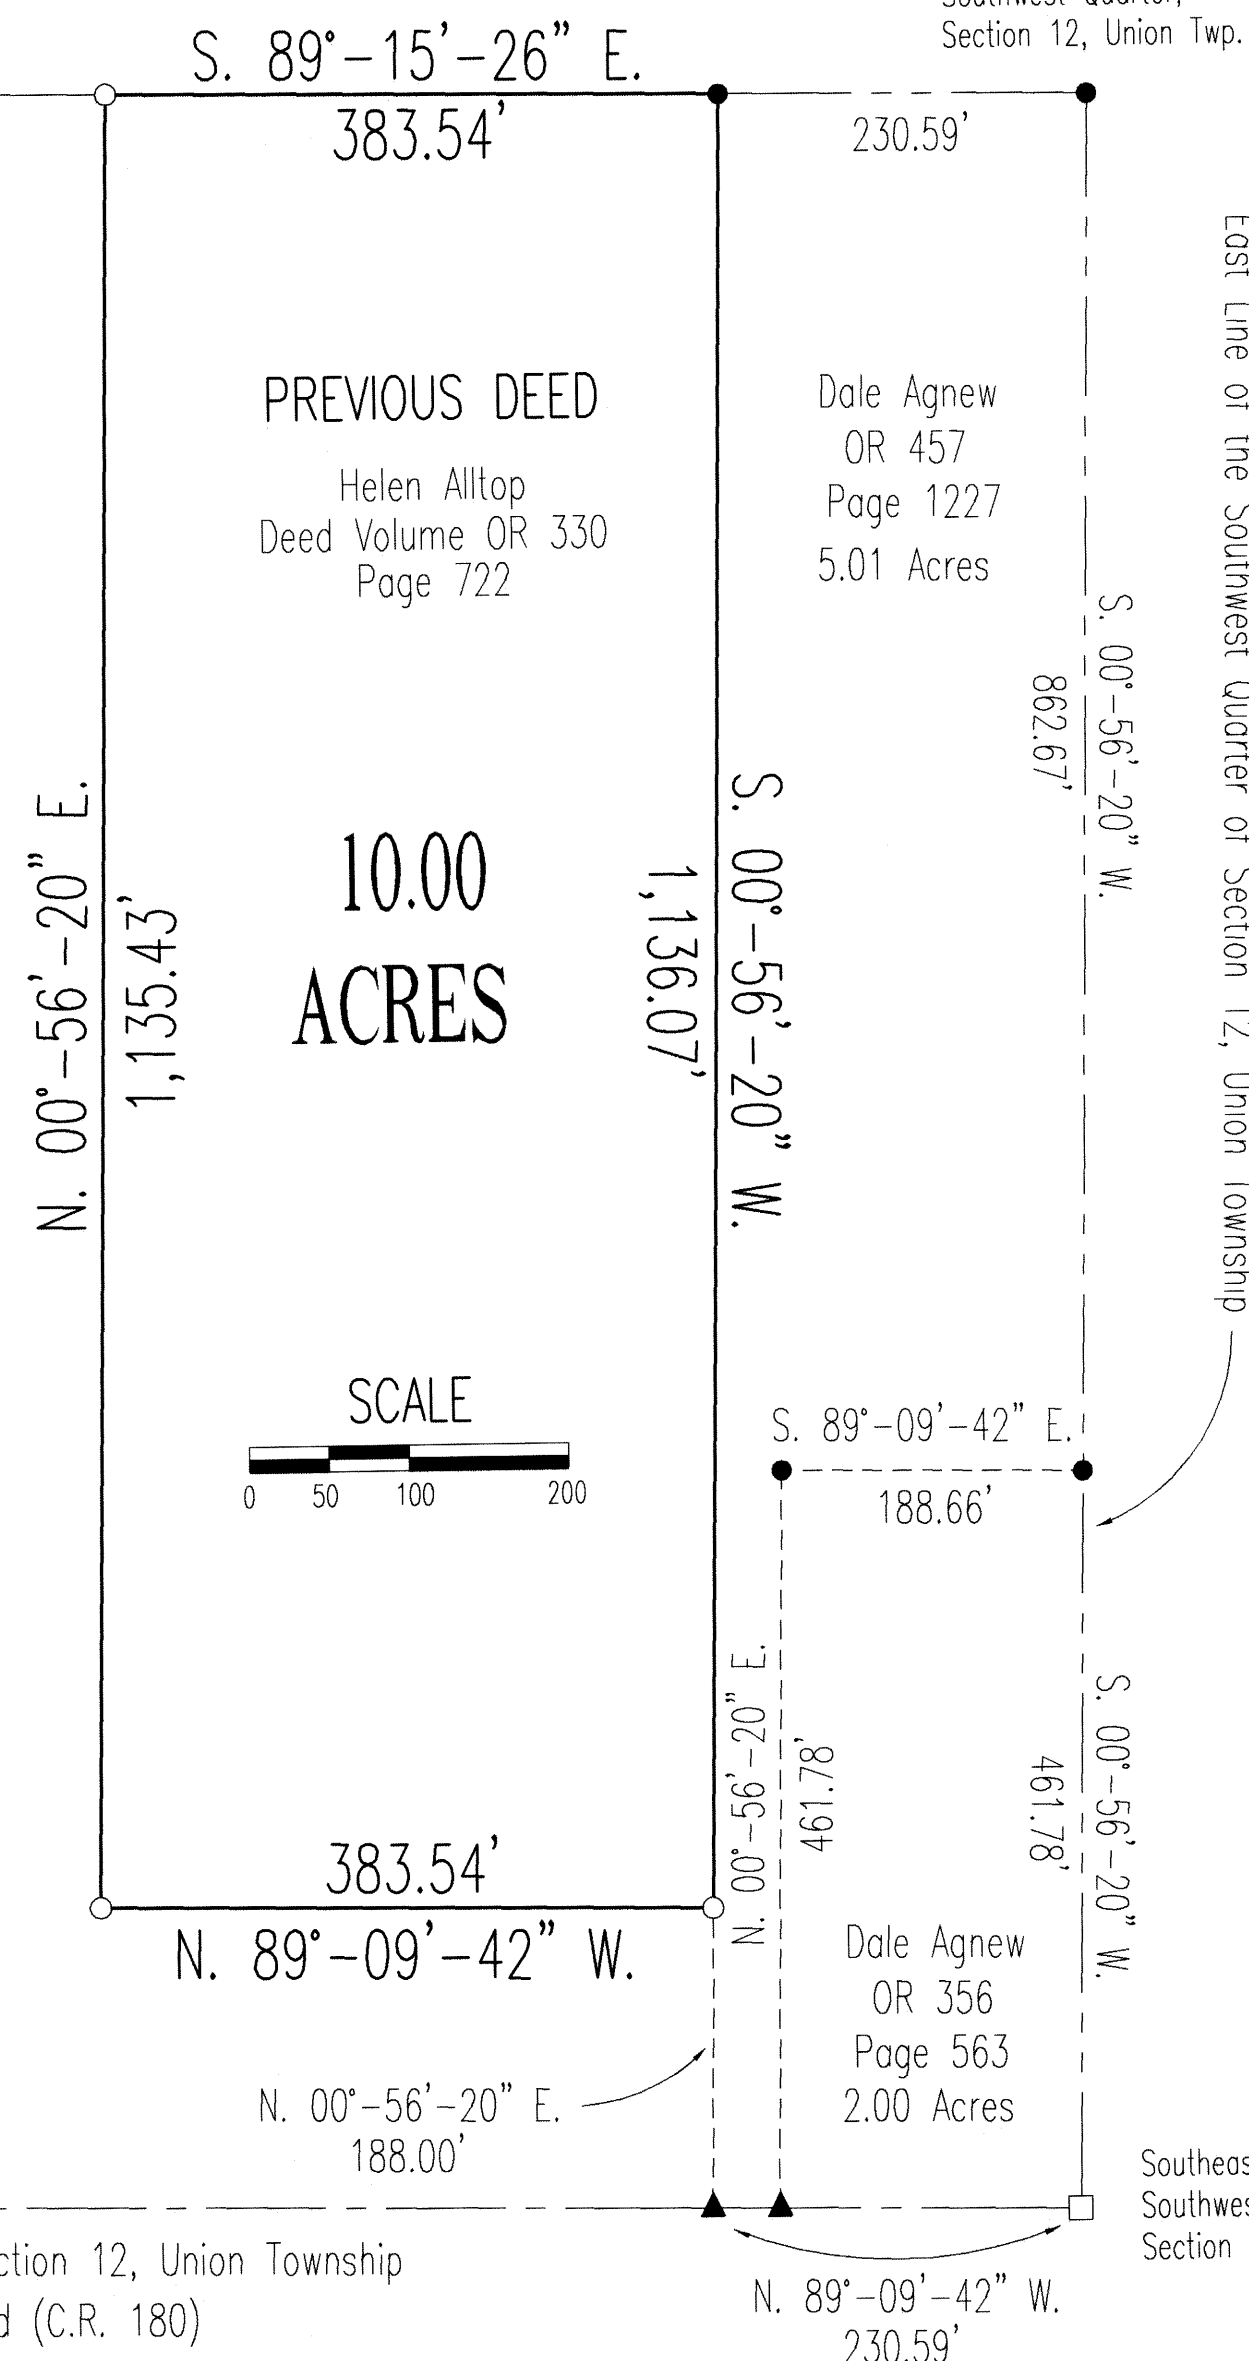 Southwest Quarter,
Section 12, Union Twp.
S. 89°-15'-26" E.
383.54'
230.59'
PREVIOUS DEED
Helen Alltop
Deed Volume OR 330
Page 722
Dale Agnew
OR 457
Page 1227
5.01 Acres
East Line of the Southwest Quarter of Section 12, Union Township
S. 00°-56'-20" W.
862.67'
N. 00°-56'-20" E.
1,135.43'
10.00
ACRES
1,136.07'
S. 00°-56'-20" W.
SCALE
0 50 100 200
S. 89°-09'-42" E.
188.66'
N. 00°-56'-20" E.
461.78'
461.78'
S. 00°-56'-20" W.
383.54'
N. 89°-09'-42" W.
Dale Agnew
OR 356
Page 563
2.00 Acres
N. 00°-56'-20" E.
188.00'
Section 12, Union Township
(C.R. 180)
Section
N. 89°-09'-42" W.
230.59'